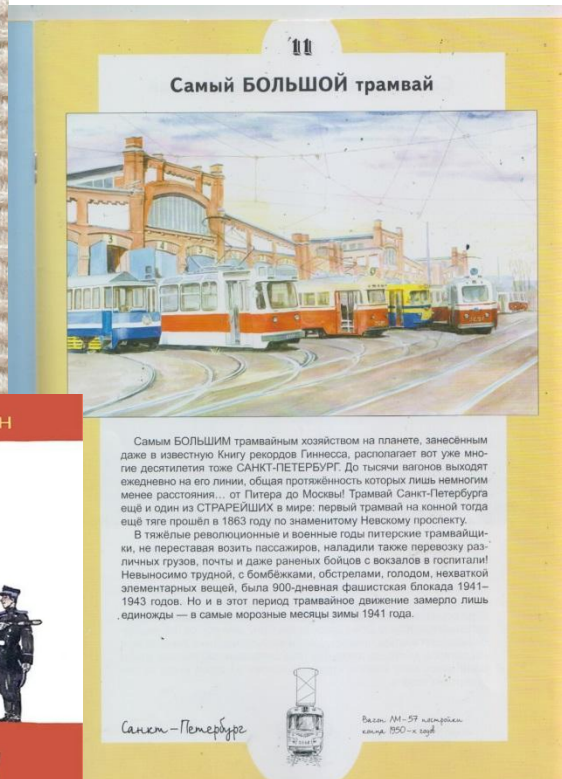 11
Самый БОЛЬШОЙ трамвай
Самым БОЛЬШИМ трамвайным хозяйством на планете, занесённым
даже в известную Книгу рекордов Гиннесса, располагает вот уже мно-
гие десятилетия тоже САНКТ-ПЕТЕРБУРГ. До тысячи вагонов выходят
ежедневно на его линии, общая протяжённость которых лишь немногим
менее расстояния... от Питера до Москвы! Трамвай Санкт-Петербурга
ещё и один из СТРАРЕЙШИХ в мире: первый трамвай на конной тогда
ещё тяге прошёл в 1863 году по знаменитому Невскому проспекту.
В тяжёлые революционные и военные годы питерские трамвайщи-
ки, не переставая возить пассажиров, наладили также перевозку раз-
личных грузов, почты и даже раненых бойцов с вокзалов в госпитали!
Невыносимо трудной, с бомбёжками, обстрелами, голодом, нехваткой
элементарных вещей, была 900-дневная фашистская блокада 1941–
1943 годов. Но и в этот период трамвайное движение замерло лишь
единожды — в самые морозные месяцы зимы 1941 года.
Санкт-Петербург
Вагон ЛМ-57 постройки
конца 1950-х годов
Н